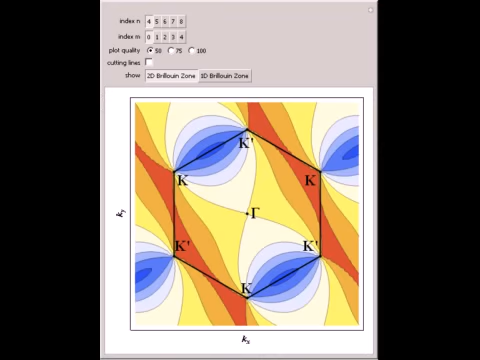 index n 4 5 6 7 8
index m 0 1 2 3 4
plot quality 50 75 100
cutting lines
show 2D Brillouin Zone 1D Brillouin Zone
K'
K K
Γ
K' K'
K
ky
kx